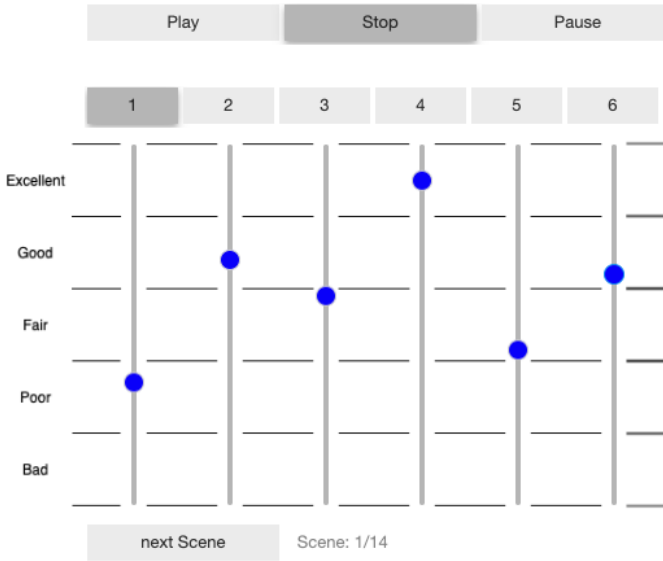 Play Stop Pause
1 2 3 4 5 6
Excellent
Good
Fair
Poor
Bad
next Scene Scene: 1/14